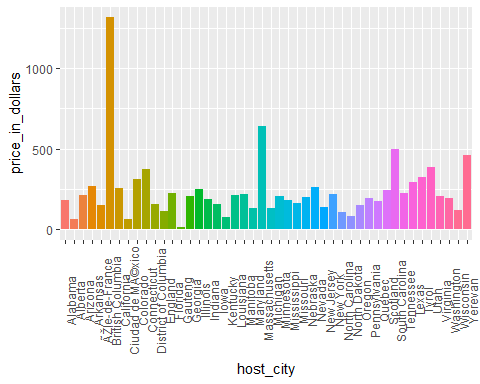 price_in_dollars
1000
500
0
Alabama
Alberta
Arizona
Arkansas
ÃŽle-de-France
British Columbia
California
Ciudad de MÃ©xico
Colorado
Connecticut
District of Columbia
England
Florida
Gauteng
Georgia
Illinois
Indiana
Iowa
Kentucky
Louisiana
Manitoba
Maryland
Massachusetts
Michigan
Minnesota
Mississippi
Missouri
Nebraska
Nevada
New Jersey
New York
North Carolina
North Dakota
Oregon
Pennsylvania
Quebec
Scotland
South Carolina
Tennessee
Texas
Tyrol
Utah
Virginia
Washington
Wisconsin
Yerevan
host_city